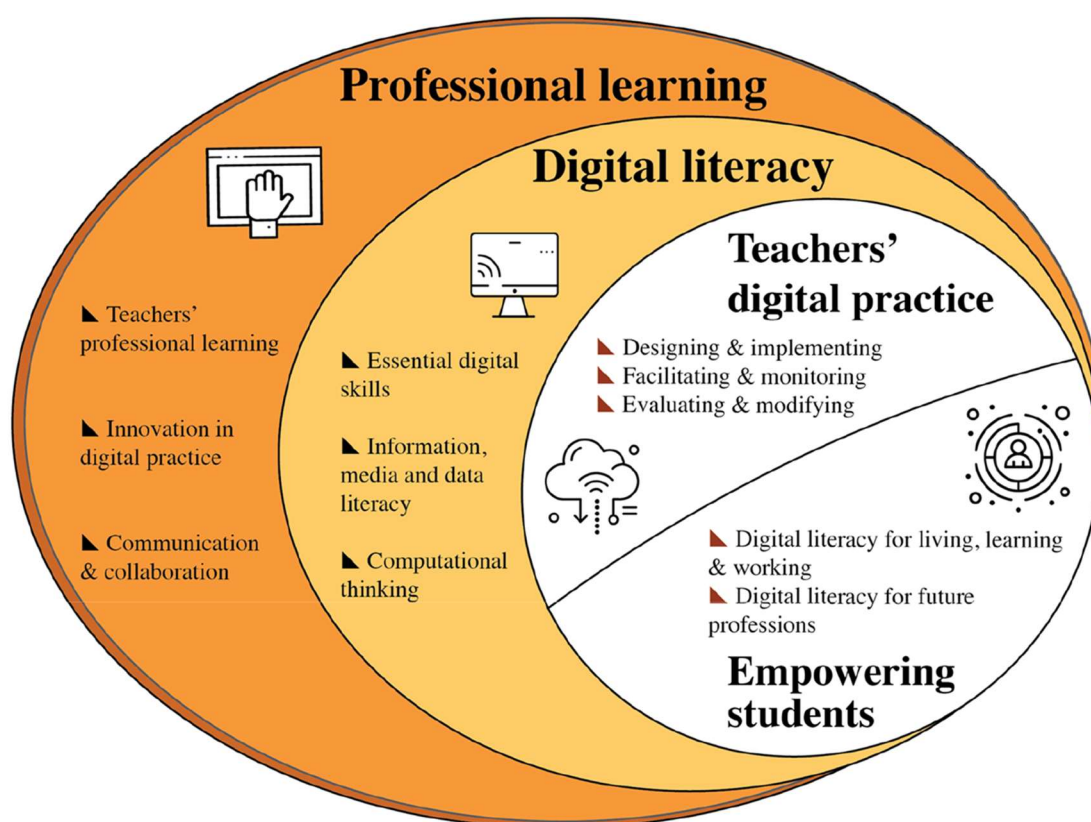 Professional learning
Teachers’
professional learning
Innovation in
digital practice
Communication
& collaboration
Digital literacy
Essential digital
skills
Information,
media and data
literacy
Computational
thinking
Teachers’
digital practice
Designing & implementing
Facilitating & monitoring
Evaluating & modifying
Digital literacy for living, learning
& working
Digital literacy for future
professions
Empowering
students